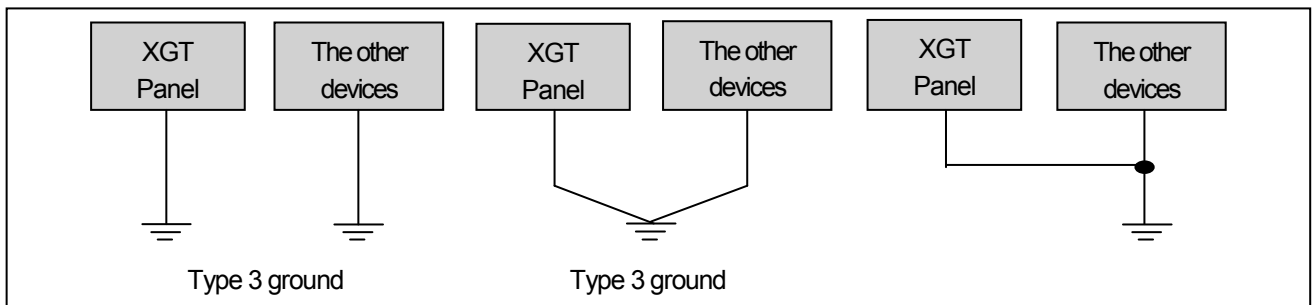 XGT
Panel
The other
devices
XGT
Panel
The other
devices
XGT
Panel
The other
devices
Type 3 ground
Type 3 ground